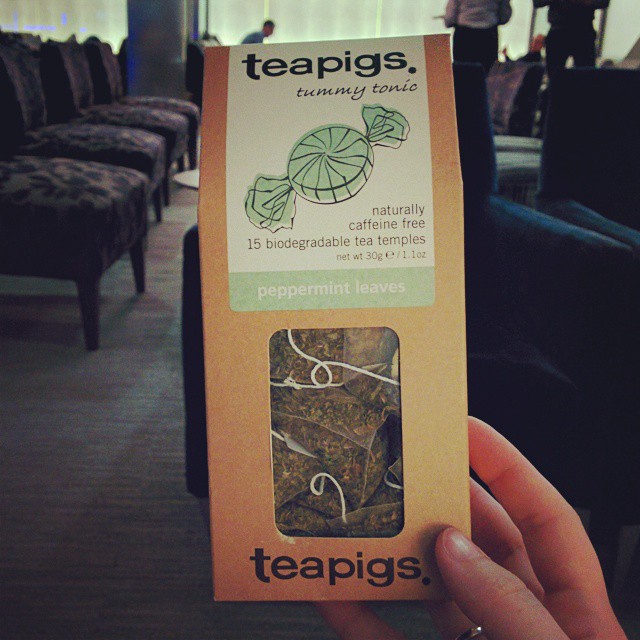 teapigs.
tummy tonic
naturally
caffeine free
15 biodegradable tea temples
net wt 30g ℮ / 1.1oz
peppermint leaves
teapigs.